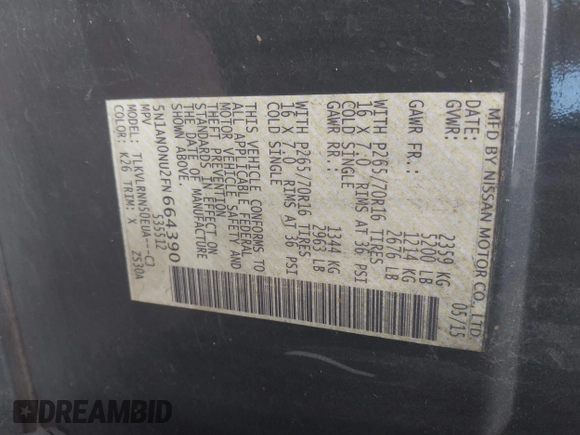 MFD BY NISSAN MOTOR CO., LTD.
DATE: 05/15
GVWR: 2359 KG
5200 LB
GAWR FR.: 1214 KG
2676 LB
WITH P265/70R16 TIRES
16 X 7.0 RIMS AT 36 PSI
COLD SINGLE
GAWR RR.: 1344 KG
2963 LB
WITH P265/70R16 TIRES
16 X 7.0 RIMS AT 36 PSI
COLD SINGLE
THIS VEHICLE CONFORMS TO
ALL APPLICABLE FEDERAL
MOTOR VEHICLE SAFETY AND
THEFT PREVENTION
STANDARDS IN EFFECT ON
THE DATE OF MANUFACTURE
SHOWN ABOVE.
5N1AN0NU2FN664390
MPV 535512
MODEL: TLKVLRNN50EUA---C3
COLOR: K26 TRIM: X 2S30A
DREAMBID